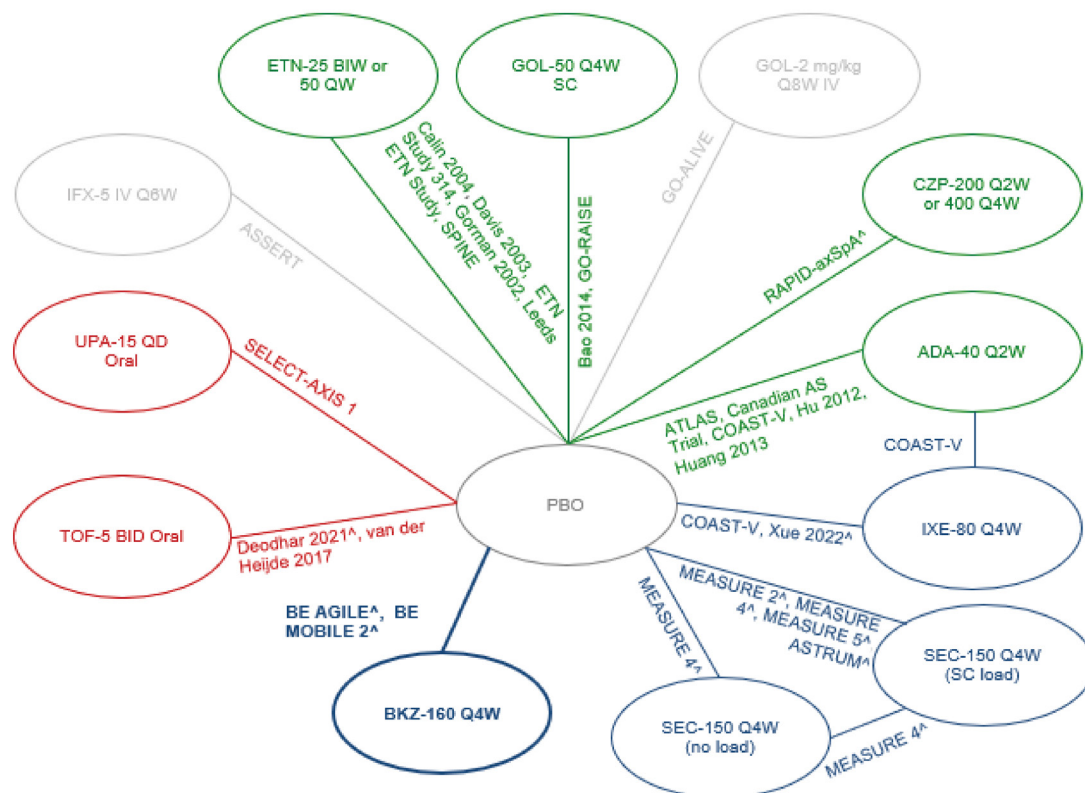 ETN-25 BIW or
50 QW
GOL-50 Q4W
SC
GOL-2 mg/kg
Q8W IV
IFX-5 IV Q6W
CZP-200 Q2W
or 400 Q4W
Calin 2004, Davis 2003, ETN
Study 314, Gorman 2002, Leeds
ETN Study, SPINE
Bao 2014, GO-RAISE
GO-ALIVE
ASSERT
RAPID-axSpA^
UPA-15 QD
Oral
SELECT-AXIS 1
ADA-40 Q2W
ATLAS, Canadian AS
Trial, COAST-V, Hu 2012,
Huang 2013
COAST-V
PBO
TOF-5 BID Oral
Deodhar 2021^, van der
Heijde 2017
COAST-V, Xue 2022^
IXE-80 Q4W
BE AGILE^, BE
MOBILE 2^
MEASURE 4^
MEASURE 2^, MEASURE
4^, MEASURE 5^
ASTRUM^
SEC-150 Q4W
(SC load)
BKZ-160 Q4W
SEC-150 Q4W
(no load)
MEASURE 4^